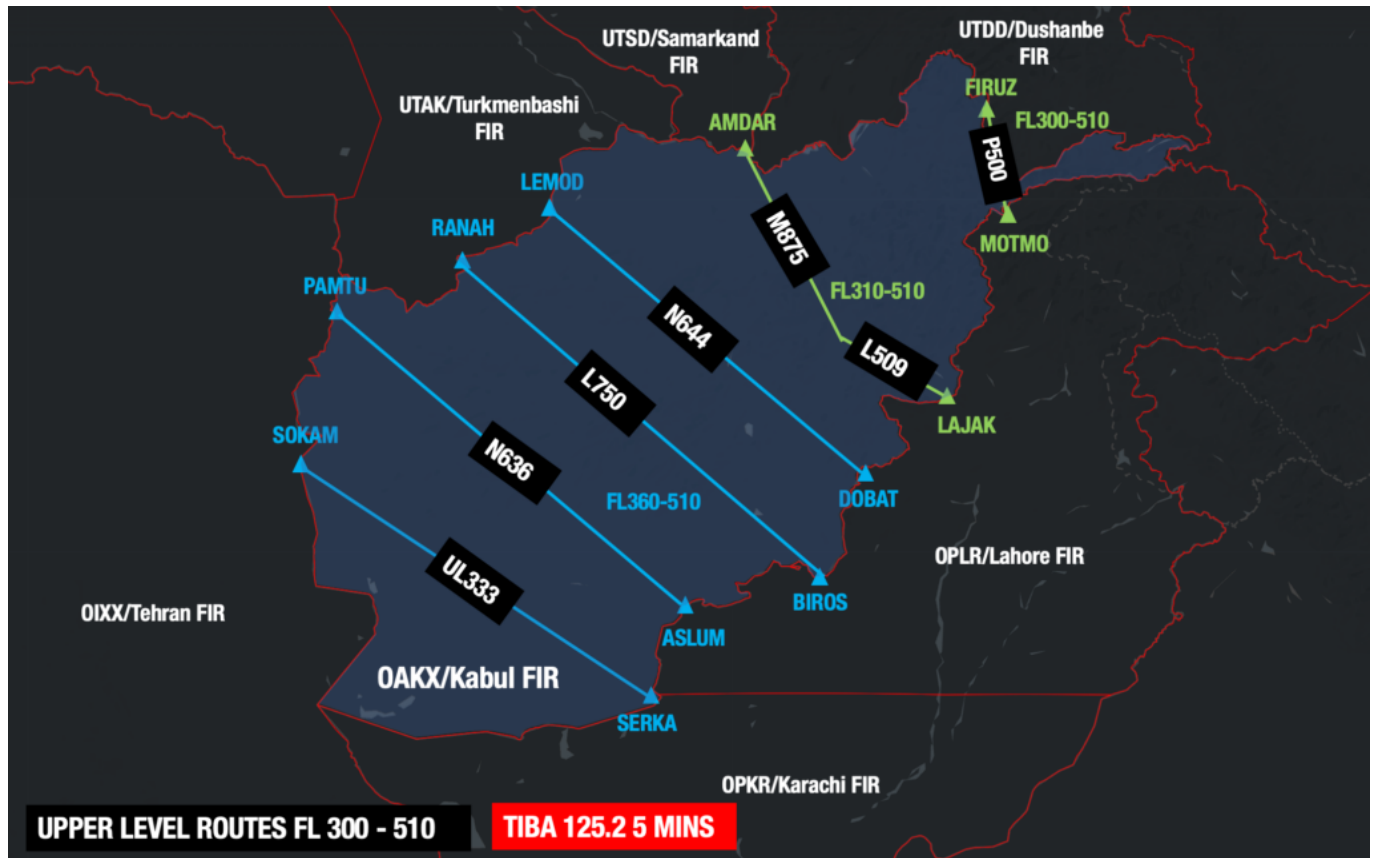 UTSD/Samarkand
FIR
UTDD/Dushanbe
FIR
UTAK/Turkmenbashi
FIR
FIRUZ
FL300-510
AMDAR
P500
LEMOD
RANAH
M875
MOTMO
PAMTU
FL310-510
N644
L509
L750
LAJAK
SOKAM
N636
FL360-510
DOBAT
OPLR/Lahore FIR
UL333
BIROS
OIXX/Tehran FIR
ASLUM
OAKX/Kabul FIR
SERKA
OPKR/Karachi FIR
UPPER LEVEL ROUTES FL 300 - 510
TIBA 125.2 5 MINS